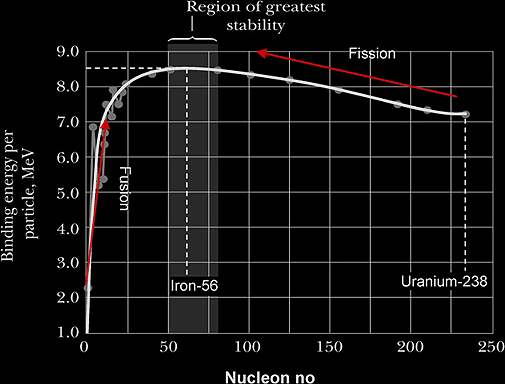 Region of greatest
stability
9.0
8.0
7.0
6.0
5.0
4.0
3.0
2.0
1.0
Binding energy per
particle, MeV
Fission
Fusion
Iron-56
Uranium-238
0
50
100
150
200
250
Nucleon no